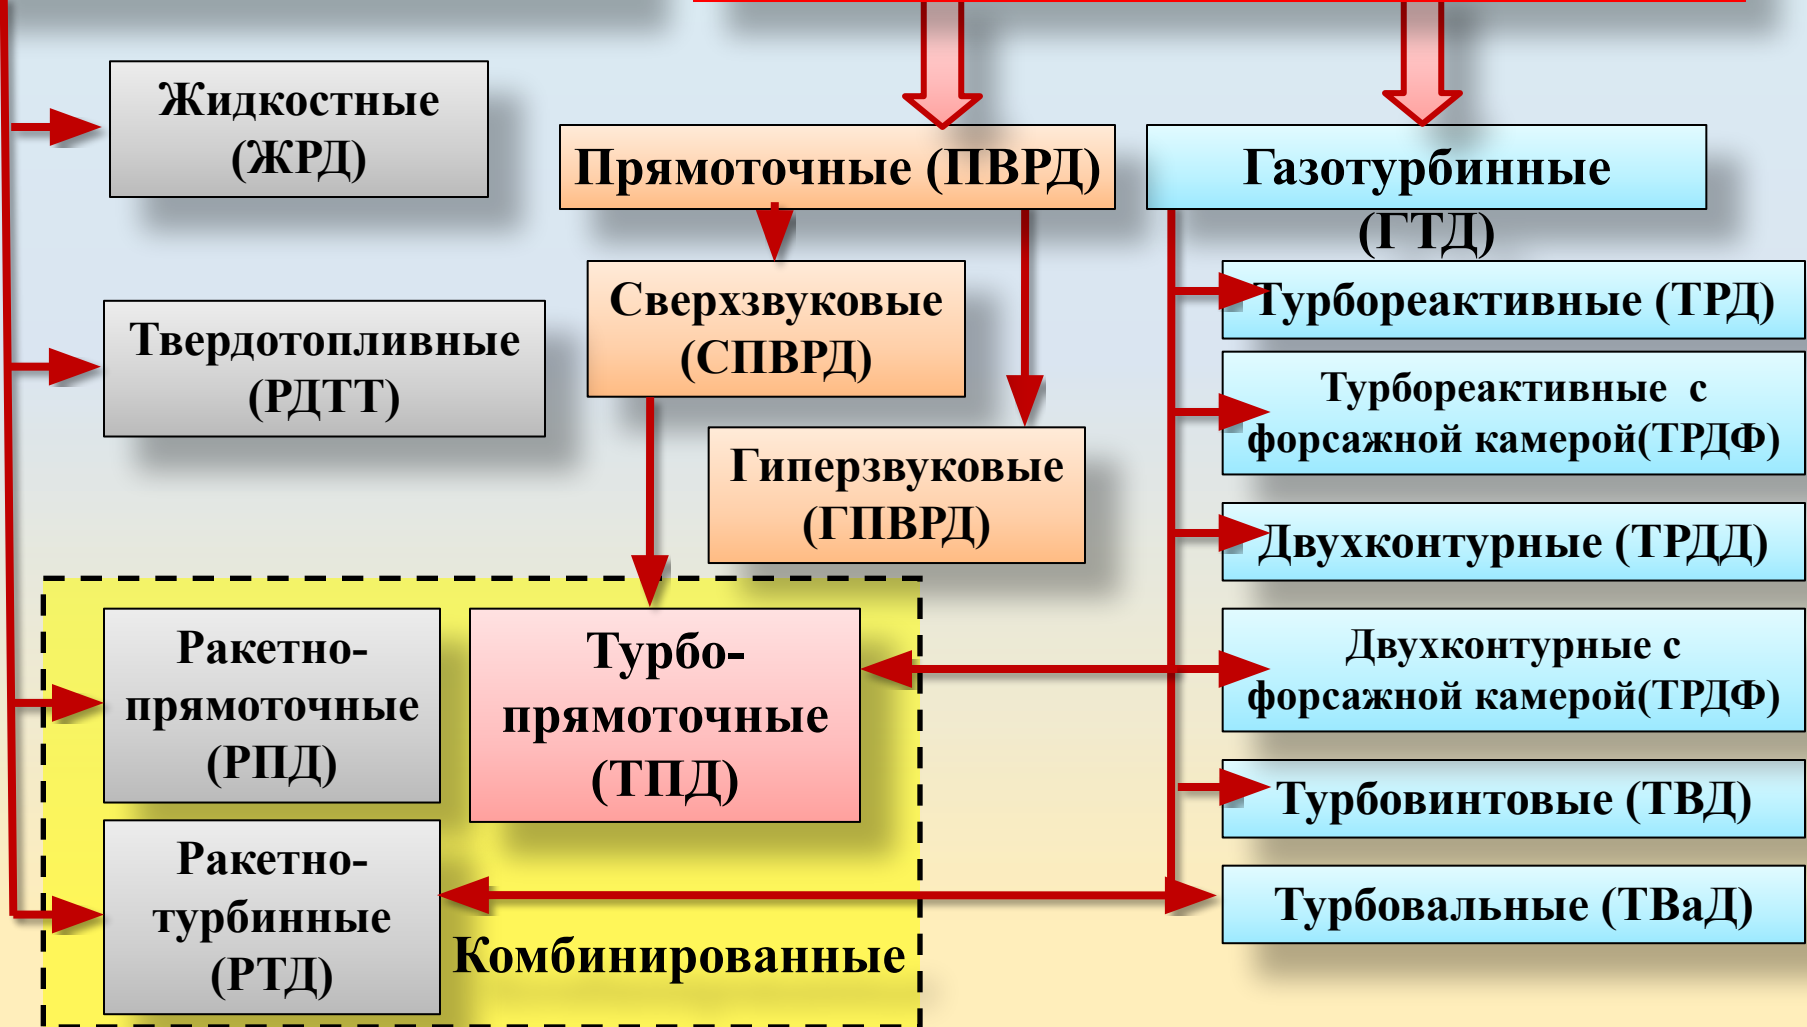 Жидкостные
(ЖРД)
Прямоточные (ПВРД)
Газотурбинные
(ГТД)
Твердотопливные
(РДТТ)
Сверхзвуковые
(СПВРД)
Гиперзвуковые
(ГПВРД)
Турбореактивные (ТРД)
Турбореактивные с
форсажной камерой(ТРДФ)
Двухконтурные (ТРДД)
Двухконтурные с
форсажной камерой(ТРДФ)
Турбовинтовые (ТВД)
Турбовальные (ТВаД)
Ракетно-
прямоточные
(РПД)
Турбо-
прямоточные
(ТПД)
Ракетно-
турбинные
(РТД)
Комбинированные